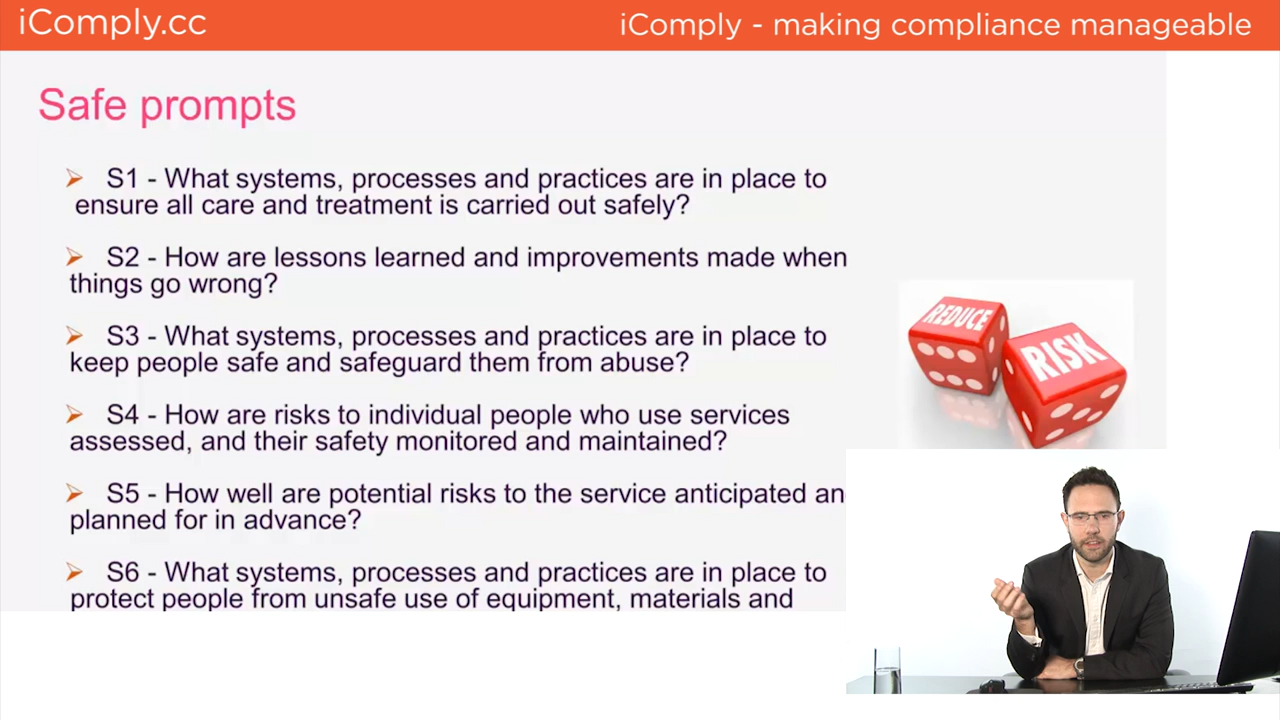 iComply.cc
iComply - making compliance manageable
Safe prompts
S1 - What systems, processes and practices are in place to
ensure all care and treatment is carried out safely?
S2 - How are lessons learned and improvements made when
things go wrong?
S3 - What systems, processes and practices are in place to
keep people safe and safeguard them from abuse?
S4 - How are risks to individual people who use services
assessed, and their safety monitored and maintained?
S5 - How well are potential risks to the service anticipated an
planned for in advance?
S6 - What systems, processes and practices are in place to
protect people from unsafe use of equipment, materials and
REDUCE
RISK